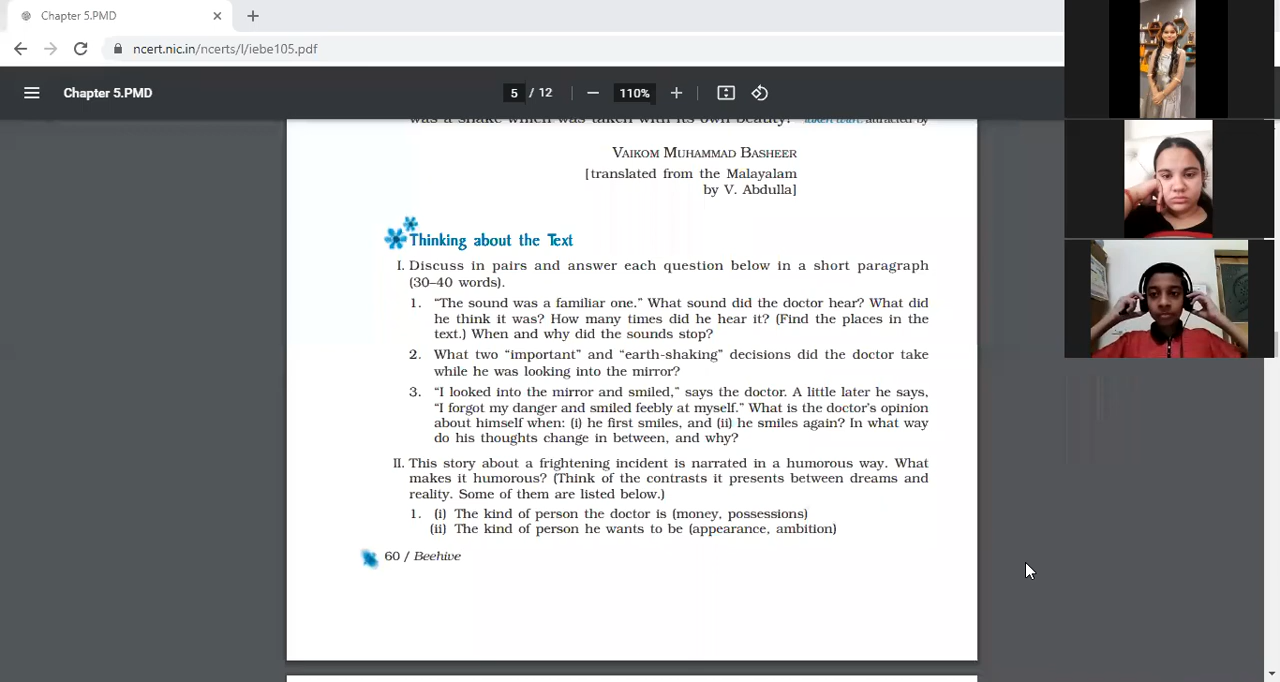 Chapter 5.PMD
ncert.nic.in/ncerts/l/iebe105.pdf
Chapter 5.PMD
5 / 12
110%
was a snake which was taken with its own beauty! taken with: attracted by
VAIKOM MUHAMMAD BASHEER
[translated from the Malayalam
by V. Abdulla]
Thinking about the Text
I. Discuss in pairs and answer each question below in a short paragraph
(30–40 words).
1. “The sound was a familiar one.” What sound did the doctor hear? What did
he think it was? How many times did he hear it? (Find the places in the
text.) When and why did the sounds stop?
2. What two “important” and “earth-shaking” decisions did the doctor take
while he was looking into the mirror?
3. “I looked into the mirror and smiled,” says the doctor. A little later he says,
“I forgot my danger and smiled feebly at myself.” What is the doctor’s opinion
about himself when: (i) he first smiles, and (ii) he smiles again? In what way
do his thoughts change in between, and why?
II. This story about a frightening incident is narrated in a humorous way. What
makes it humorous? (Think of the contrasts it presents between dreams and
reality. Some of them are listed below.)
1. (i) The kind of person the doctor is (money, possessions)
(ii) The kind of person he wants to be (appearance, ambition)
60 / Beehive